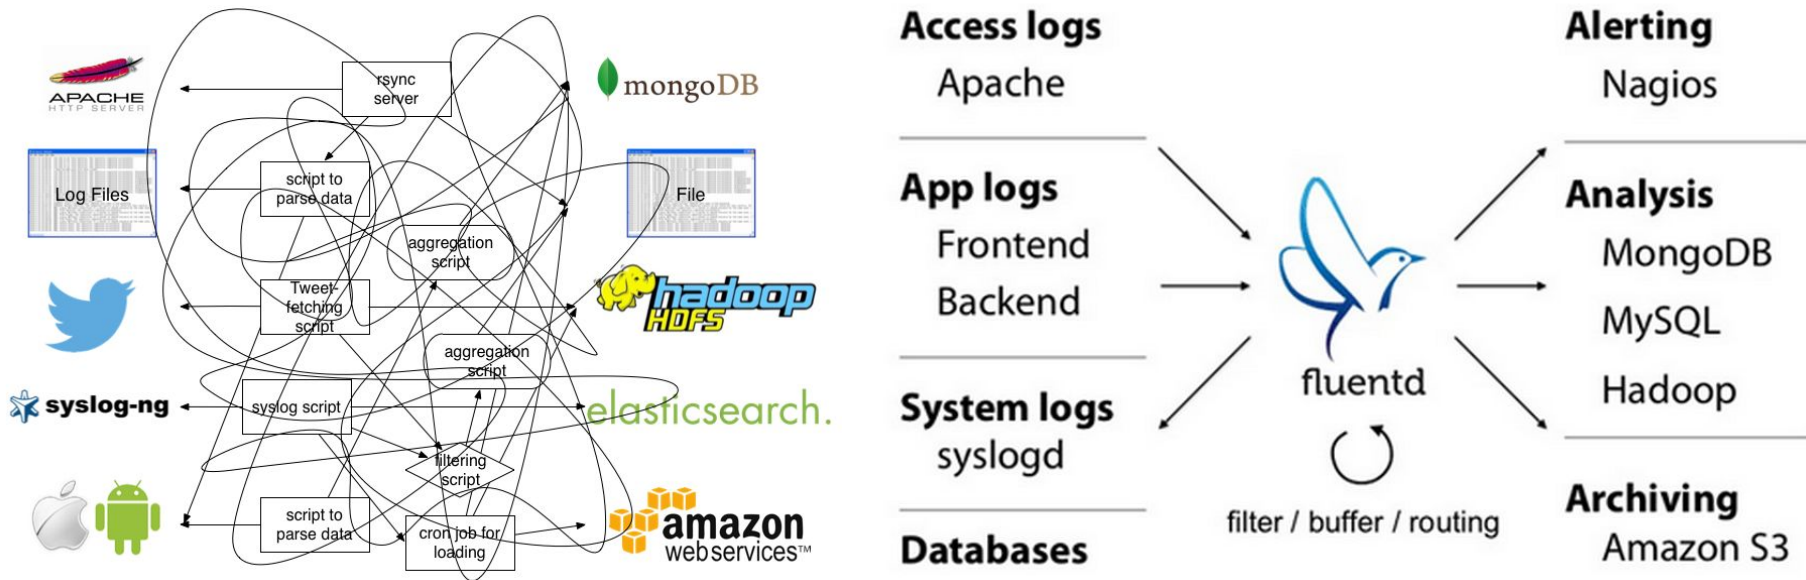 APACHE
HTTP SERVER
rsync
server
mongoDB
Log Files
script to
parse data
File
aggregation
script
Tweet-
fetching
script
hadoop
HDFS
aggregation
script
syslog-ng
syslog script
elasticsearch.
filtering
script
script to
parse data
cron job for
loading
amazon
webservices™
Access logs
Apache
App logs
Frontend
Backend
System logs
syslogd
Databases
fluentd
filter / buffer / routing
Alerting
Nagios
Analysis
MongoDB
MySQL
Hadoop
Archiving
Amazon S3